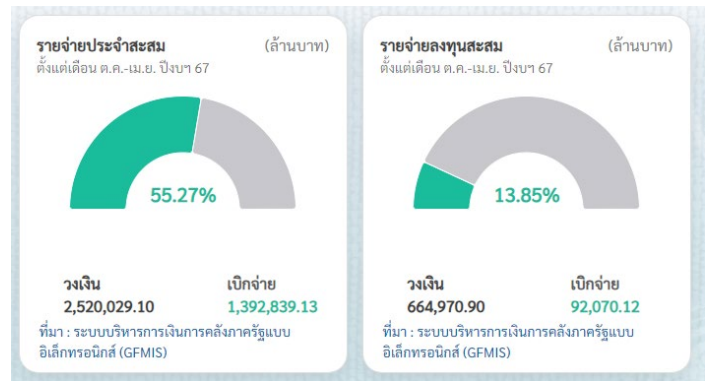 รายจ่ายประจำสะสม (ล้านบาท)
ตั้งแต่เดือน ต.ค.-เม.ย. ปีงบฯ 67
55.27%
วงเงิน เบิกจ่าย
2,520,029.10 1,392,839.13
ที่มา : ระบบบริหารการเงินการคลังภาครัฐแบบ
อิเล็กทรอนิกส์ (GFMIS)
รายจ่ายลงทุนสะสม (ล้านบาท)
ตั้งแต่เดือน ต.ค.-เม.ย. ปีงบฯ 67
13.85%
วงเงิน เบิกจ่าย
664,970.90 92,070.12
ที่มา : ระบบบริหารการเงินการคลังภาครัฐแบบ
อิเล็กทรอนิกส์ (GFMIS)